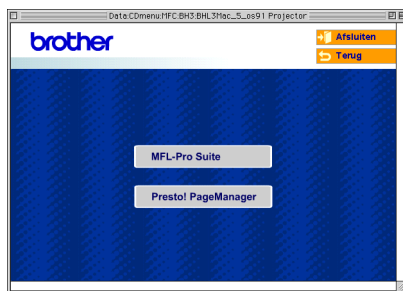 Data:CDmenu:MFC:BH3:BHL3Mac_5_os91 Projector
brother
Afsluiten
Terug
MFL-Pro Suite
Presto! PageManager